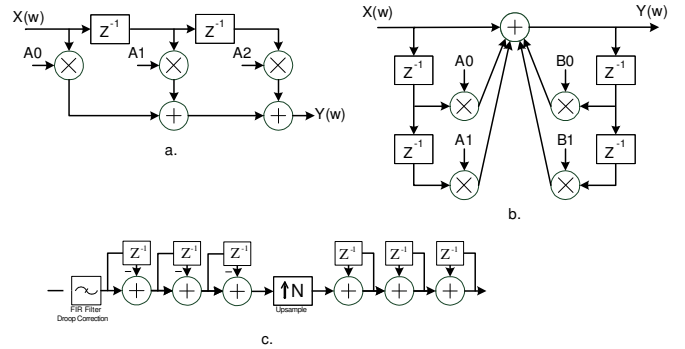 X(w)
Z⁻¹
Z⁻¹
A0
A1
A2
Y(w)
a.
X(w)
Y(w)
Z⁻¹
A0
B0
Z⁻¹
Z⁻¹
A1
B1
Z⁻¹
b.
Z⁻¹
Z⁻¹
Z⁻¹
Z⁻¹
Z⁻¹
Z⁻¹
↑N
FIR Filter
Droop Correction
Upsample
c.